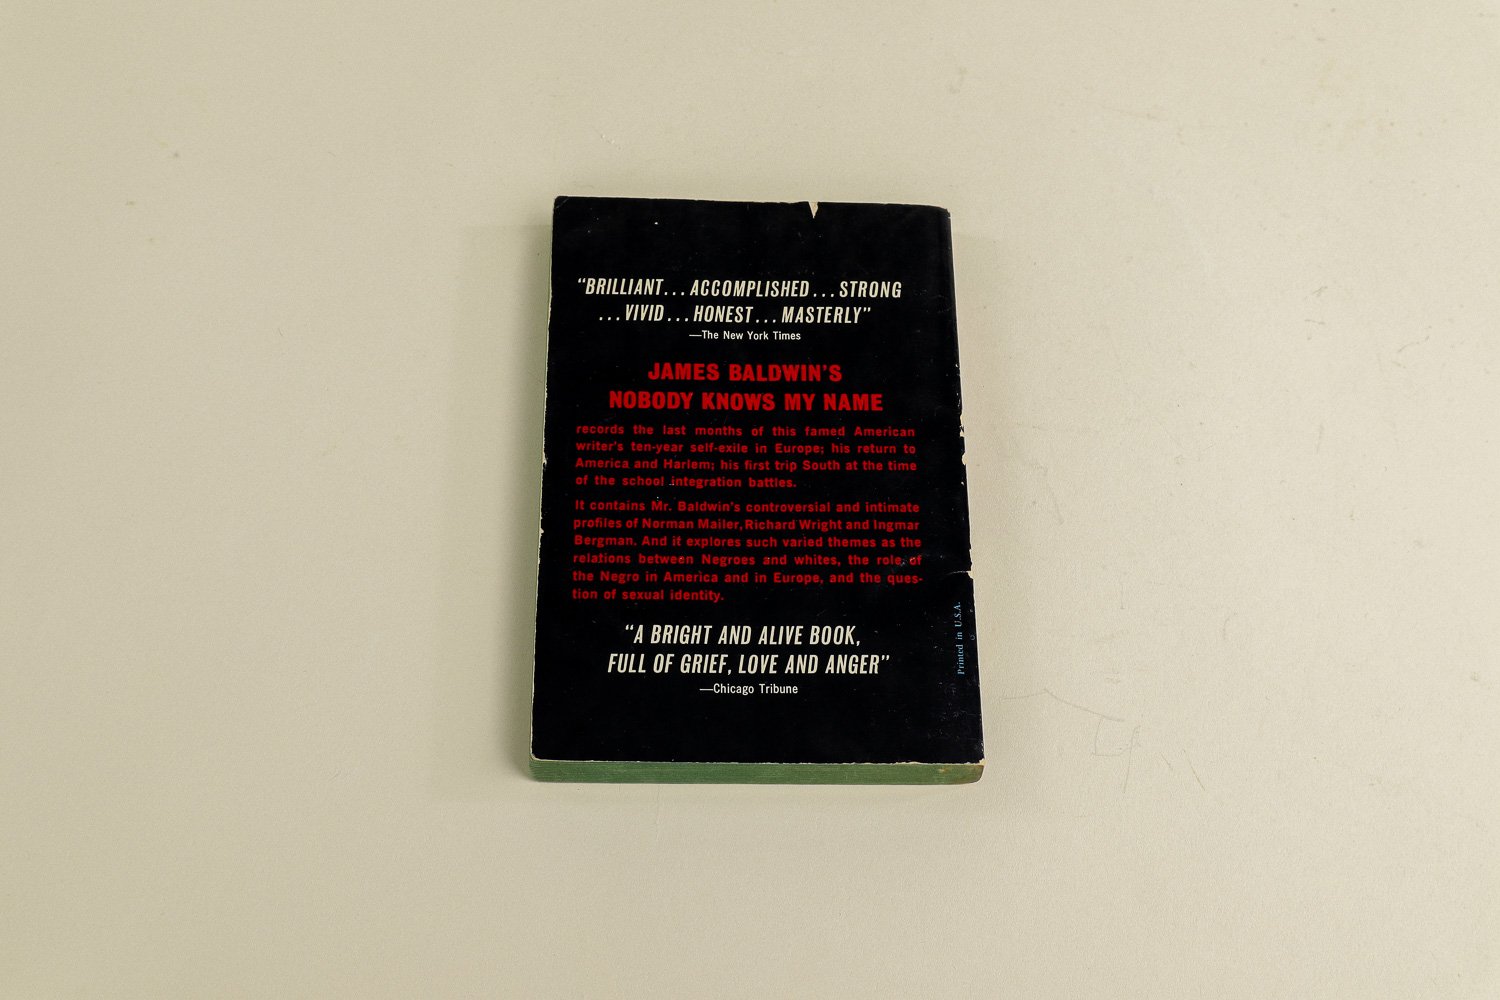 “BRILLIANT...ACCOMPLISHED...STRONG
...VIVID...HONEST...MASTERLY”
—The New York Times
JAMES BALDWIN'S
NOBODY KNOWS MY NAME
records the last months of this famed American
writer's ten-year self-exile in Europe; his return to
America and Harlem; his first trip South at the time
of the school integration battles.
It contains Mr. Baldwin's controversial and intimate
profiles of Norman Mailer, Richard Wright and Ingmar
Bergman. And it explores such varied themes as the
relations between Negroes and whites, the role of
the Negro in America and in Europe, and the ques-
tion of sexual identity.
“A BRIGHT AND ALIVE BOOK,
FULL OF GRIEF, LOVE AND ANGER”
—Chicago Tribune
Printed in U.S.A.